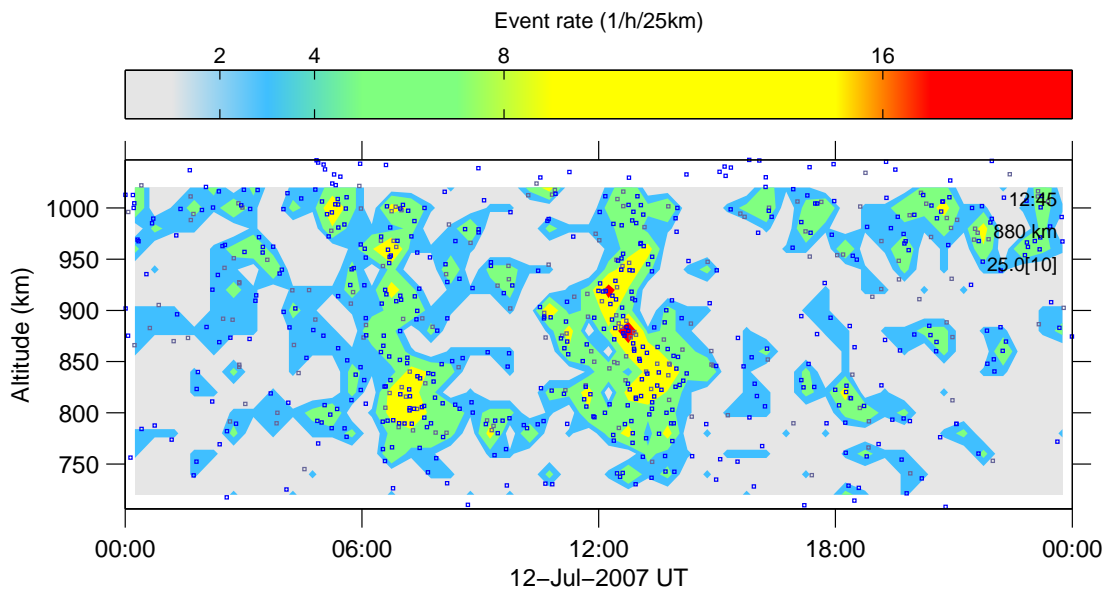 Event rate (1/h/25km)
2 4 8 16
1000
950
900
850
800
750
Altitude (km)
12:45
880 km
25.0[10]
00:00 06:00 12:00 18:00 00:00
12−Jul−2007 UT